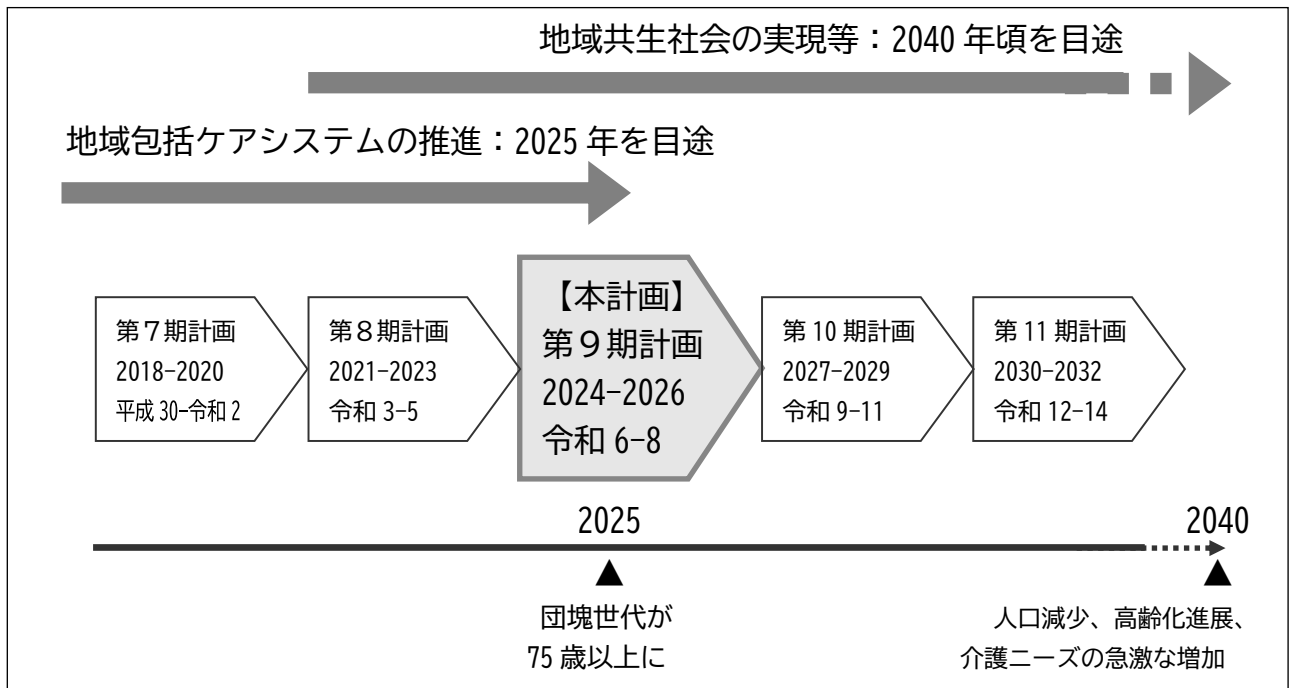 地域共生社会の実現等：2040 年頃を目途
地域包括ケアシステムの推進：2025 年を目途
第７期計画
2018−2020
平成 30−令和 2
第８期計画
2021−2023
令和 3−5
【本計画】
第９期計画
2024−2026
令和 6−8
第 10 期計画
2027−2029
令和 9−11
第 11 期計画
2030−2032
令和 12−14
2025
2040
団塊世代が
75 歳以上に
人口減少、高齢化進展、
介護ニーズの急激な増加